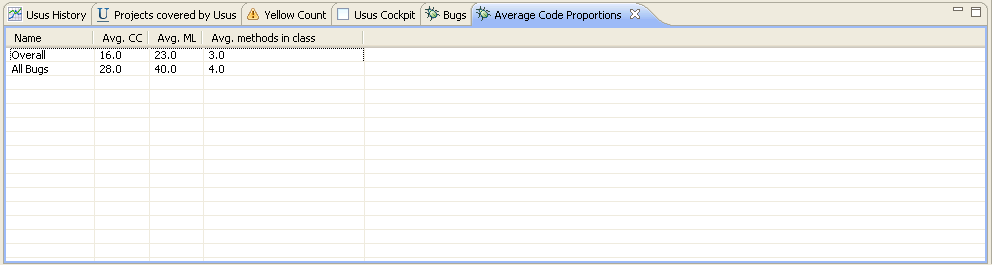 Usus History Projects covered by Usus Yellow Count Usus Cockpit Bugs Average Code Proportions
Name Avg. CC Avg. ML Avg. methods in class
Overall 16.0 23.0 3.0
All Bugs 28.0 40.0 4.0